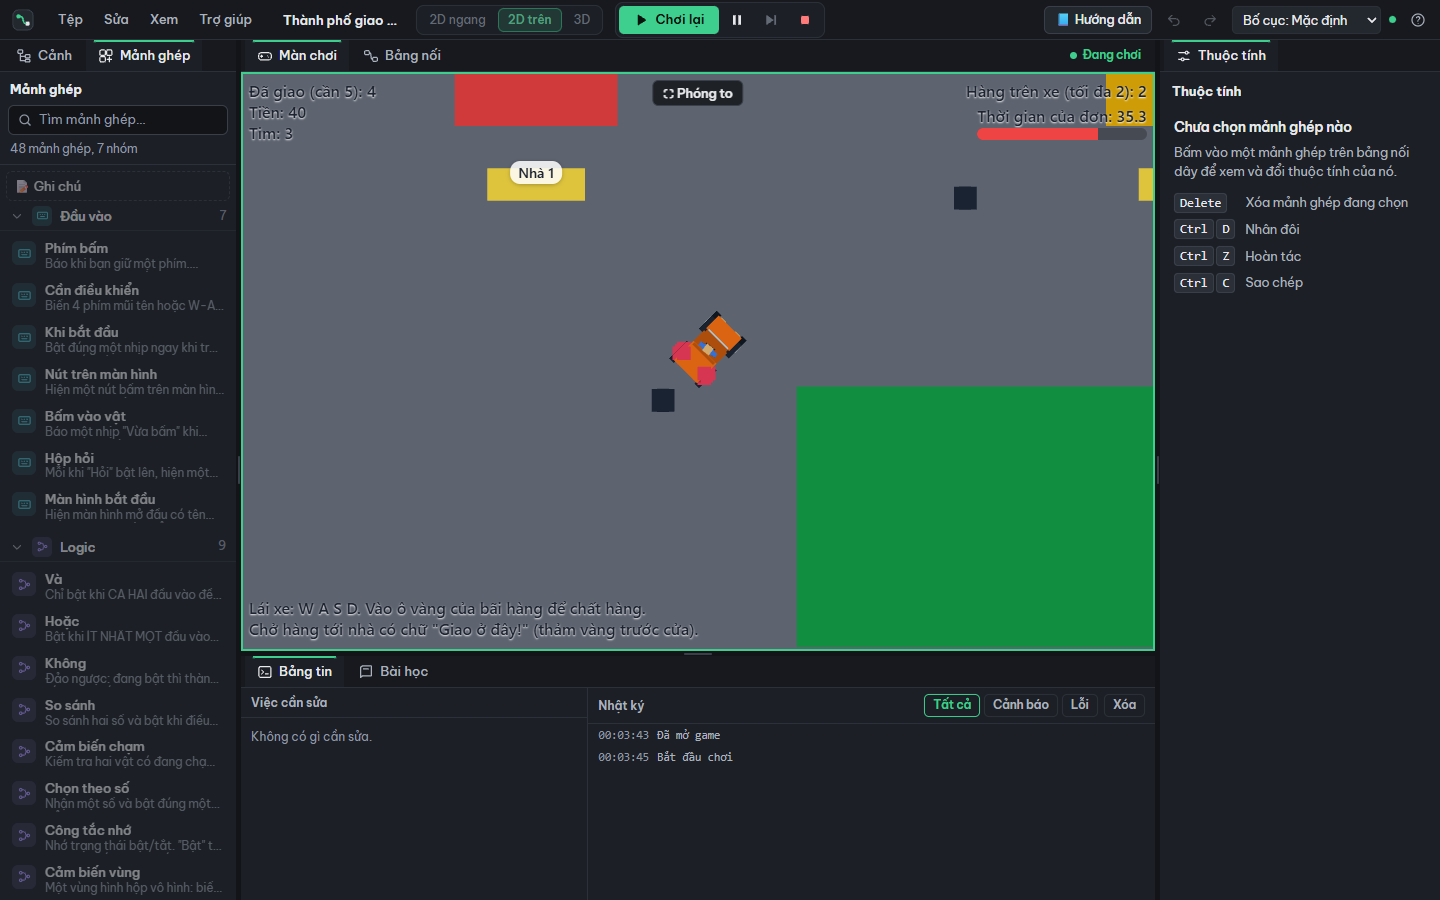 Tệp Sửa Xem Trợ giúp Thành phố giao ... 2D ngang 2D trên 3D Chơi lại Hướng dẫn Bố cục: Mặc định
Cảnh Mảnh ghép
Mảnh ghép
Tìm mảnh ghép...
48 mảnh ghép, 7 nhóm
Ghi chú
Đầu vào 7
Phím bấm
Báo khi bạn giữ một phím....
Cần điều khiển
Biến 4 phím mũi tên hoặc W-A...
Khi bắt đầu
Bật đúng một nhịp ngay khi tr...
Nút trên màn hình
Hiện một nút bấm trên màn hìn...
Bấm vào vật
Báo một nhịp "Vừa bấm" khi...
Hộp hỏi
Mỗi khi "Hỏi" bật lên, hiện một...
Màn hình bắt đầu
Hiện màn hình mở đầu có tên...
Logic 9
Và
Chỉ bật khi CẢ HAI đầu vào đề...
Hoặc
Bật khi ÍT NHẤT MỘT đầu vào...
Không
Đảo ngược: đang bật thì thàn...
So sánh
So sánh hai số và bật khi điều...
Cảm biến chạm
Kiểm tra hai vật có đang chạ...
Chọn theo số
Nhận một số và bật đúng một...
Công tắc nhớ
Nhớ trạng thái bật/tắt. "Bật" t...
Cảm biến vùng
Một vùng hình hộp vô hình: biế...
Màn chơi Bảng nối Đang chơi
Đã giao (cần 5): 4
Tiền: 40
Tim: 3
Phóng to
Hàng trên xe (tối đa 2): 2
Thời gian của đơn: 35.3
Nhà 1
Lái xe: W A S D. Vào ô vàng của bãi hàng để chất hàng.
Chở hàng tới nhà có chữ "Giao ở đây!" (thảm vàng trước cửa).
Bảng tin Bài học
Việc cần sửa
Không có gì cần sửa.
Nhật ký Tất cả Cảnh báo Lỗi Xóa
00:03:43 Đã mở game
00:03:45 Bắt đầu chơi
Thuộc tính
Thuộc tính
Chưa chọn mảnh ghép nào
Bấm vào một mảnh ghép trên bảng nối
dây để xem và đổi thuộc tính của nó.
Delete Xóa mảnh ghép đang chọn
Ctrl D Nhân đôi
Ctrl Z Hoàn tác
Ctrl C Sao chép